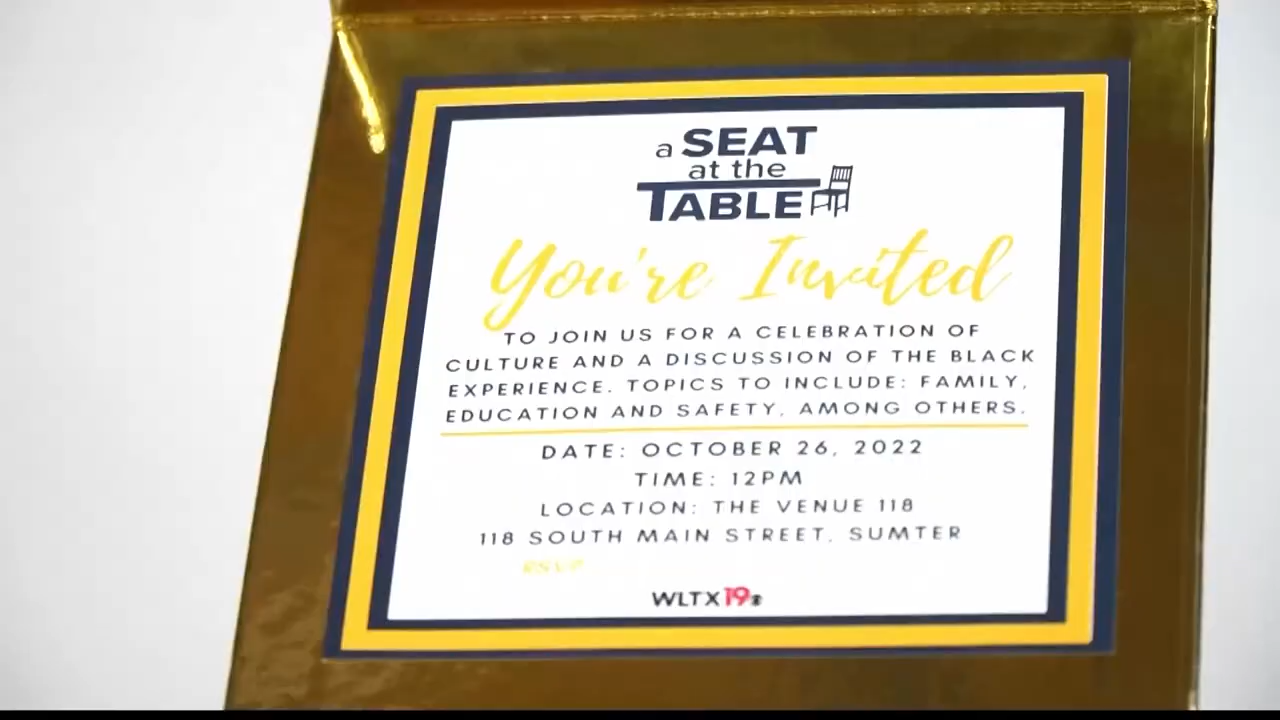 a SEAT
at the
TABLE
You're Invited
TO JOIN US FOR A CELEBRATION OF
CULTURE AND A DISCUSSION OF THE BLACK
EXPERIENCE. TOPICS TO INCLUDE: FAMILY,
EDUCATION AND SAFETY, AMONG OTHERS.
DATE: OCTOBER 26, 2022
TIME: 12PM
LOCATION: THE VENUE 118
118 SOUTH MAIN STREET, SUMTER
RSVP
WLTX19